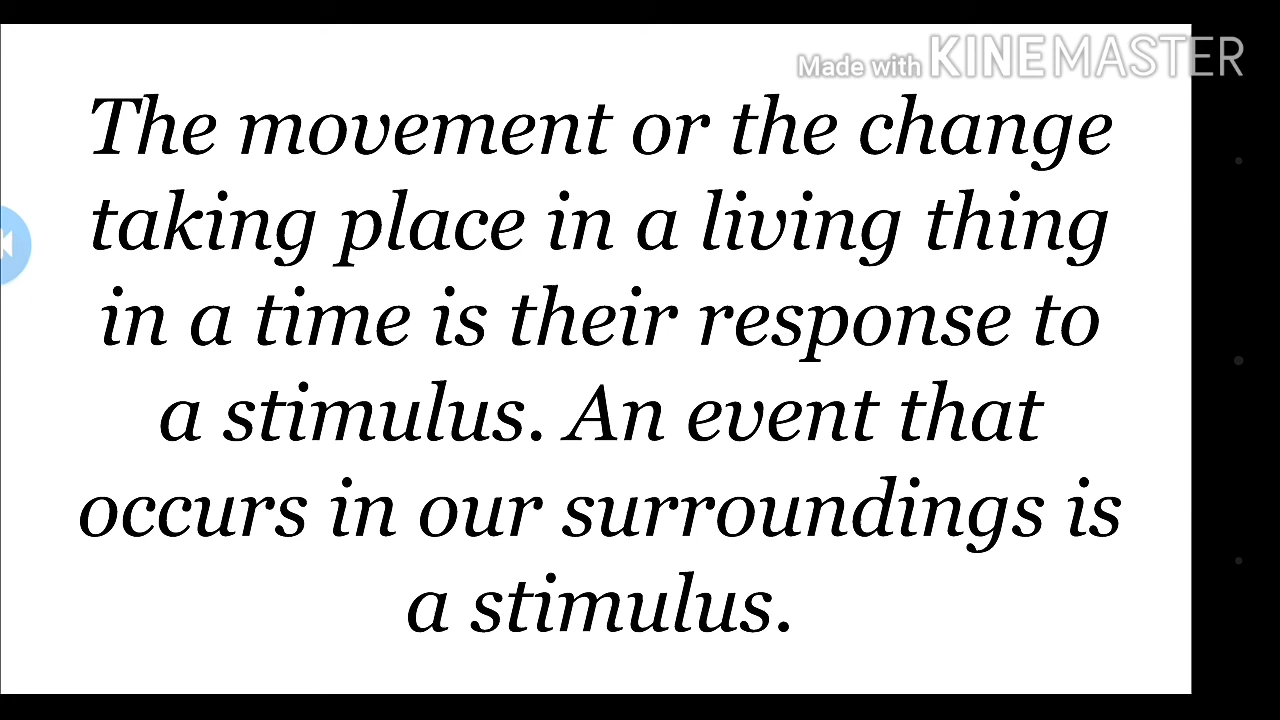 Made with KINEMASTER
The movement or the change
taking place in a living thing
in a time is their response to
a stimulus. An event that
occurs in our surroundings is
a stimulus.